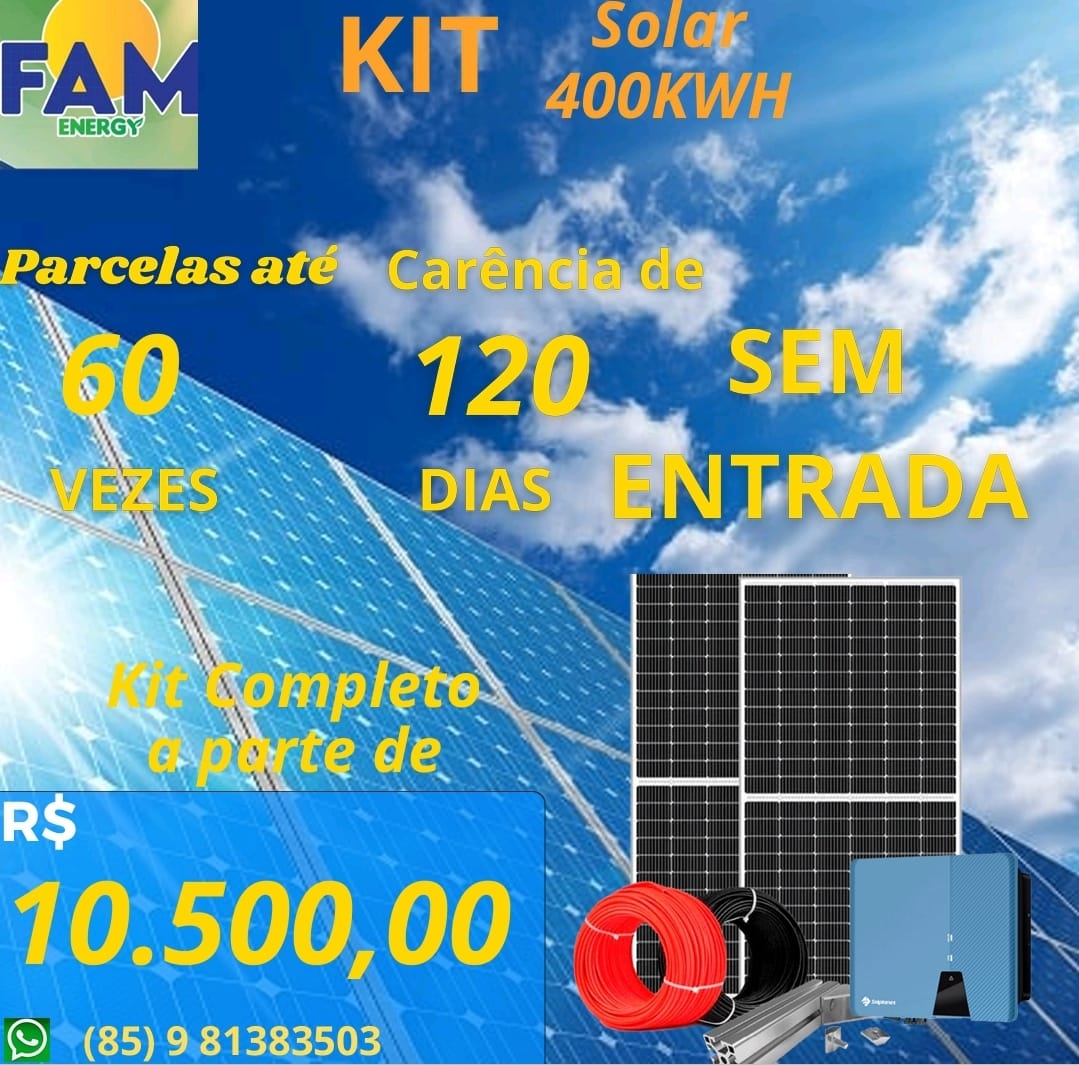 FAM
ENERGY
KIT
Solar
400KWH
Parcelas até
60
VEZES
Carência de
120
DIAS
SEM
ENTRADA
Kit Completo
a parte de
R$
10.500,00
(85) 9 81383503
Solplanet